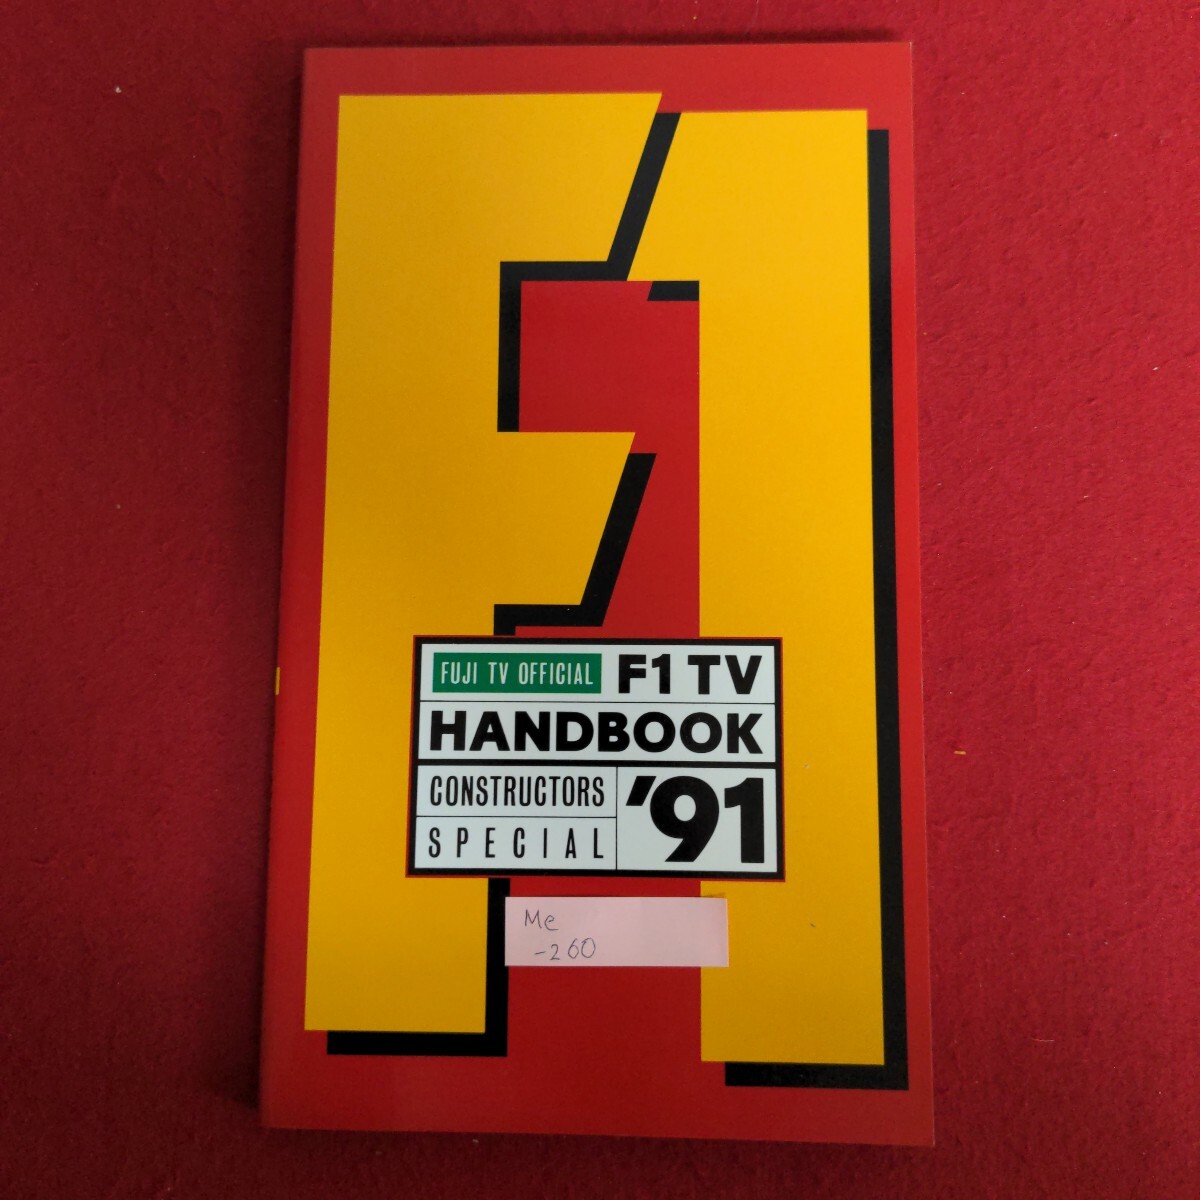 F1
FUJI TV OFFICIAL F1 TV
HANDBOOK
CONSTRUCTORS
SPECIAL
'91
Me
-260